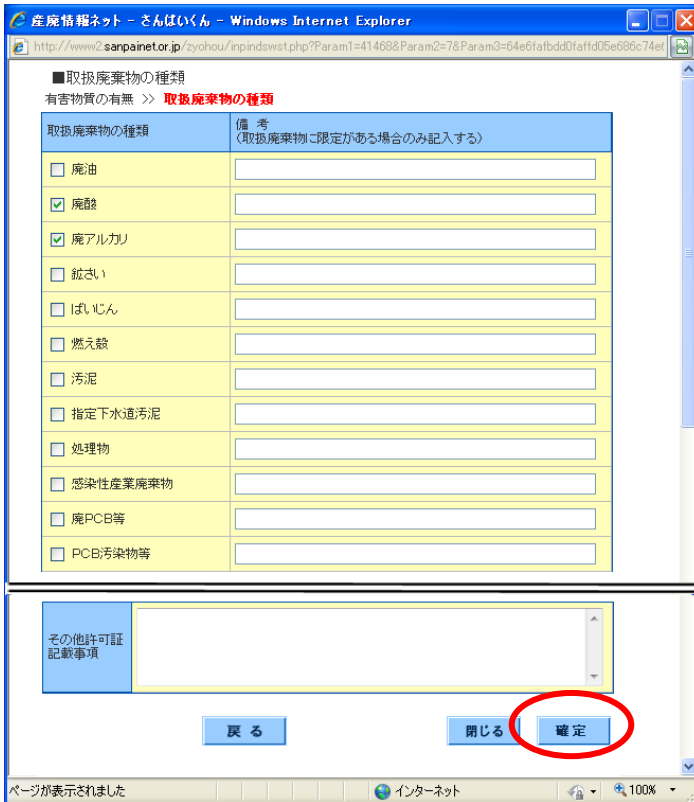 産廃情報ネット - さんぱいくん - Windows Internet Explorer
http://www2.sanpainet.or.jp/zyohou/inpindswst.php?Param1=41468&Param2=7&Param3=64e6fafbdd0faffd05e686c74ef
■取扱廃棄物の種類
有害物質の有無 >> 取扱廃棄物の種類
取扱廃棄物の種類
備 考
(取扱廃棄物に限定がある場合のみ記入する)
廃油
廃酸
廃アルカリ
鉱さい
ばいじん
燃え殻
汚泥
指定下水道汚泥
処理物
感染性産業廃棄物
廃PCB等
PCB汚染物等
その他許可証
記載事項
戻 る
閉じる
確 定
ページが表示されました
インターネット
100%